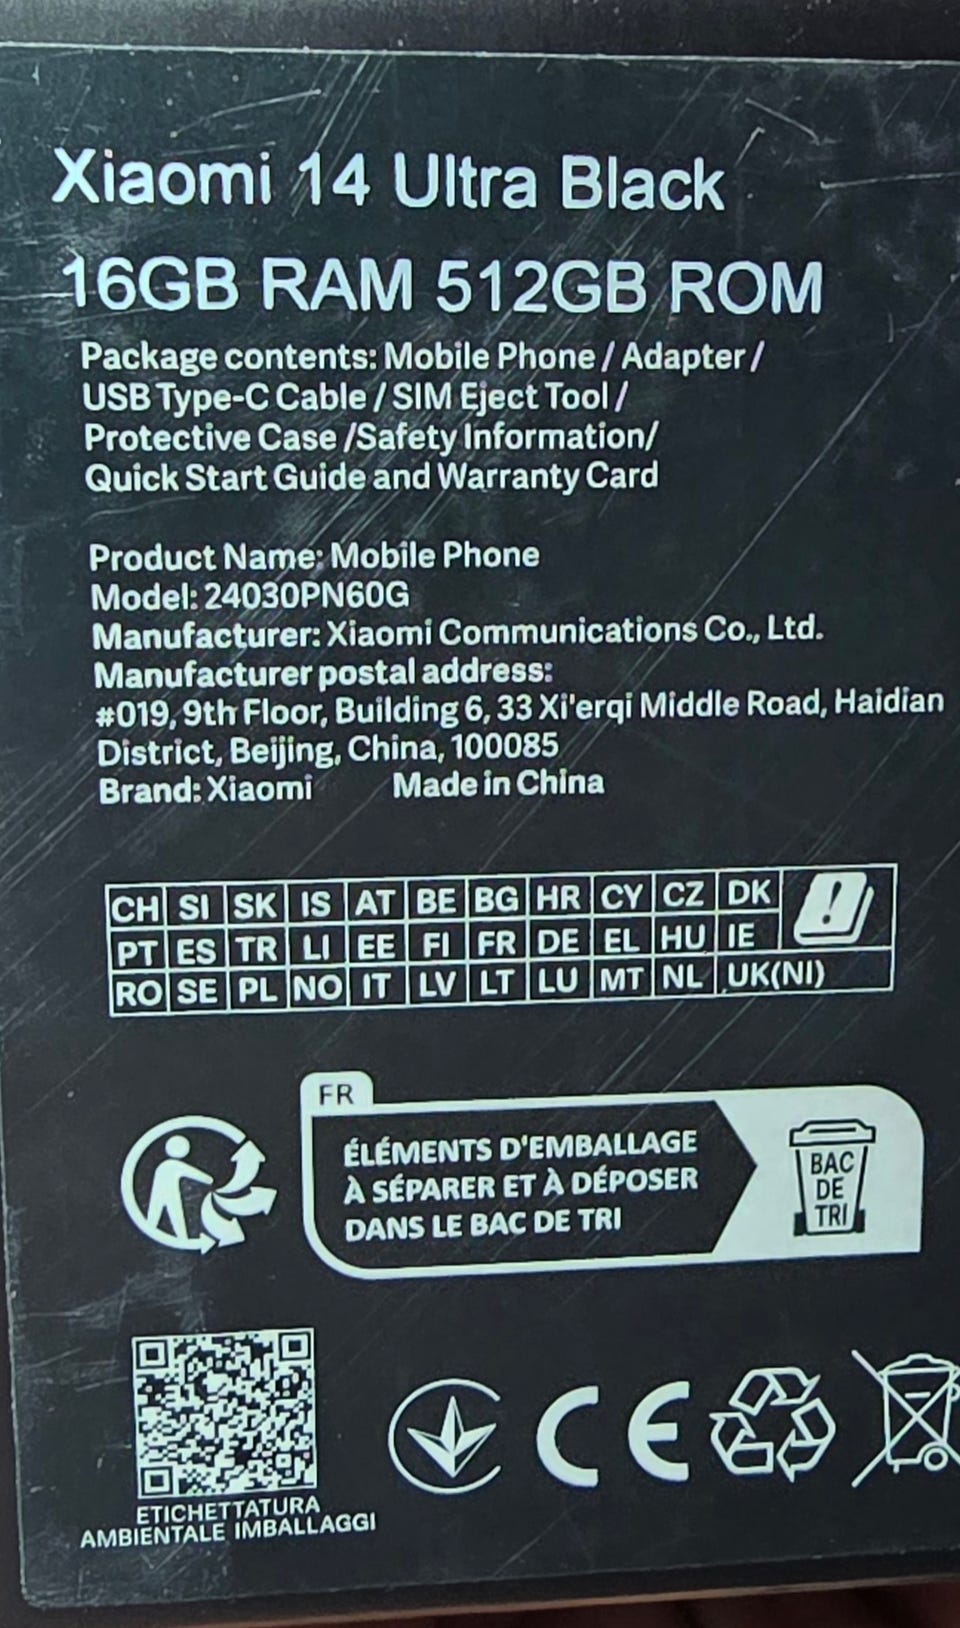 Xiaomi 14 Ultra Black
16GB RAM 512GB ROM
Package contents: Mobile Phone / Adapter /
USB Type-C Cable / SIM Eject Tool /
Protective Case /Safety Information/
Quick Start Guide and Warranty Card
Product Name: Mobile Phone
Model: 24030PN60G
Manufacturer: Xiaomi Communications Co., Ltd.
Manufacturer postal address:
#019, 9th Floor, Building 6, 33 Xi'erqi Middle Road, Haidian
District, Beijing, China, 100085
Brand: Xiaomi Made in China
CH SI SK IS AT BE BG HR CY CZ DK
PT ES TR LI EE FI FR DE EL HU IE
RO SE PL NO IT LV LT LU MT NL UK(NI)
FR
ÉLÉMENTS D'EMBALLAGE
À SÉPARER ET À DÉPOSER
DANS LE BAC DE TRI
BAC
DE
TRI
CE
ETICHETTATURA
AMBIENTALE IMBALLAGGI